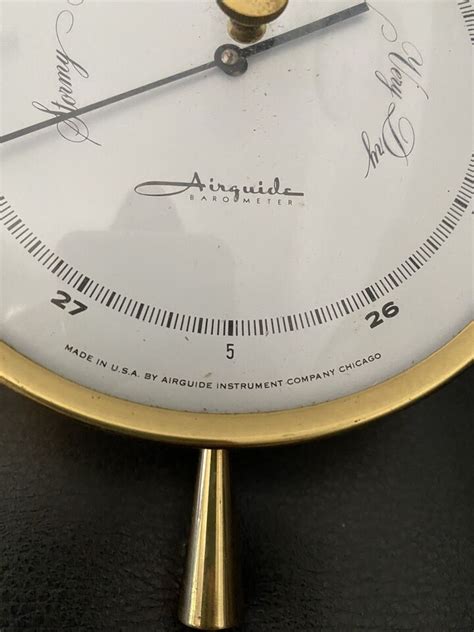 Stormy
Very Dry
Airguide
BAROMETER
27
26
5
MADE IN U.S.A. BY AIRGUIDE INSTRUMENT COMPANY CHICAGO